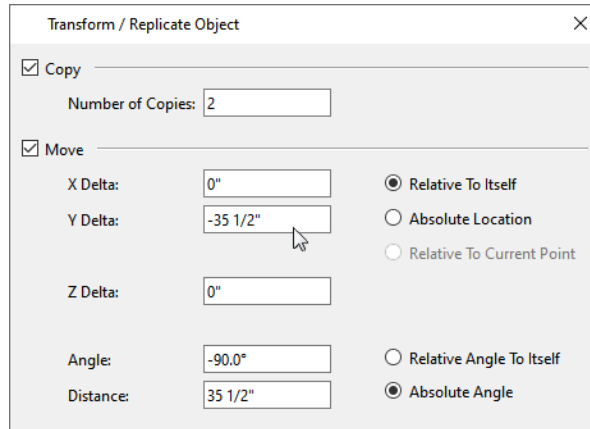 Transform / Replicate Object
Copy
Number of Copies: 2
Move
X Delta: 0" Relative To Itself
Y Delta: -35 1/2" Absolute Location
Relative To Current Point
Z Delta: 0"
Angle: -90.0° Relative Angle To Itself
Distance: 35 1/2" Absolute Angle